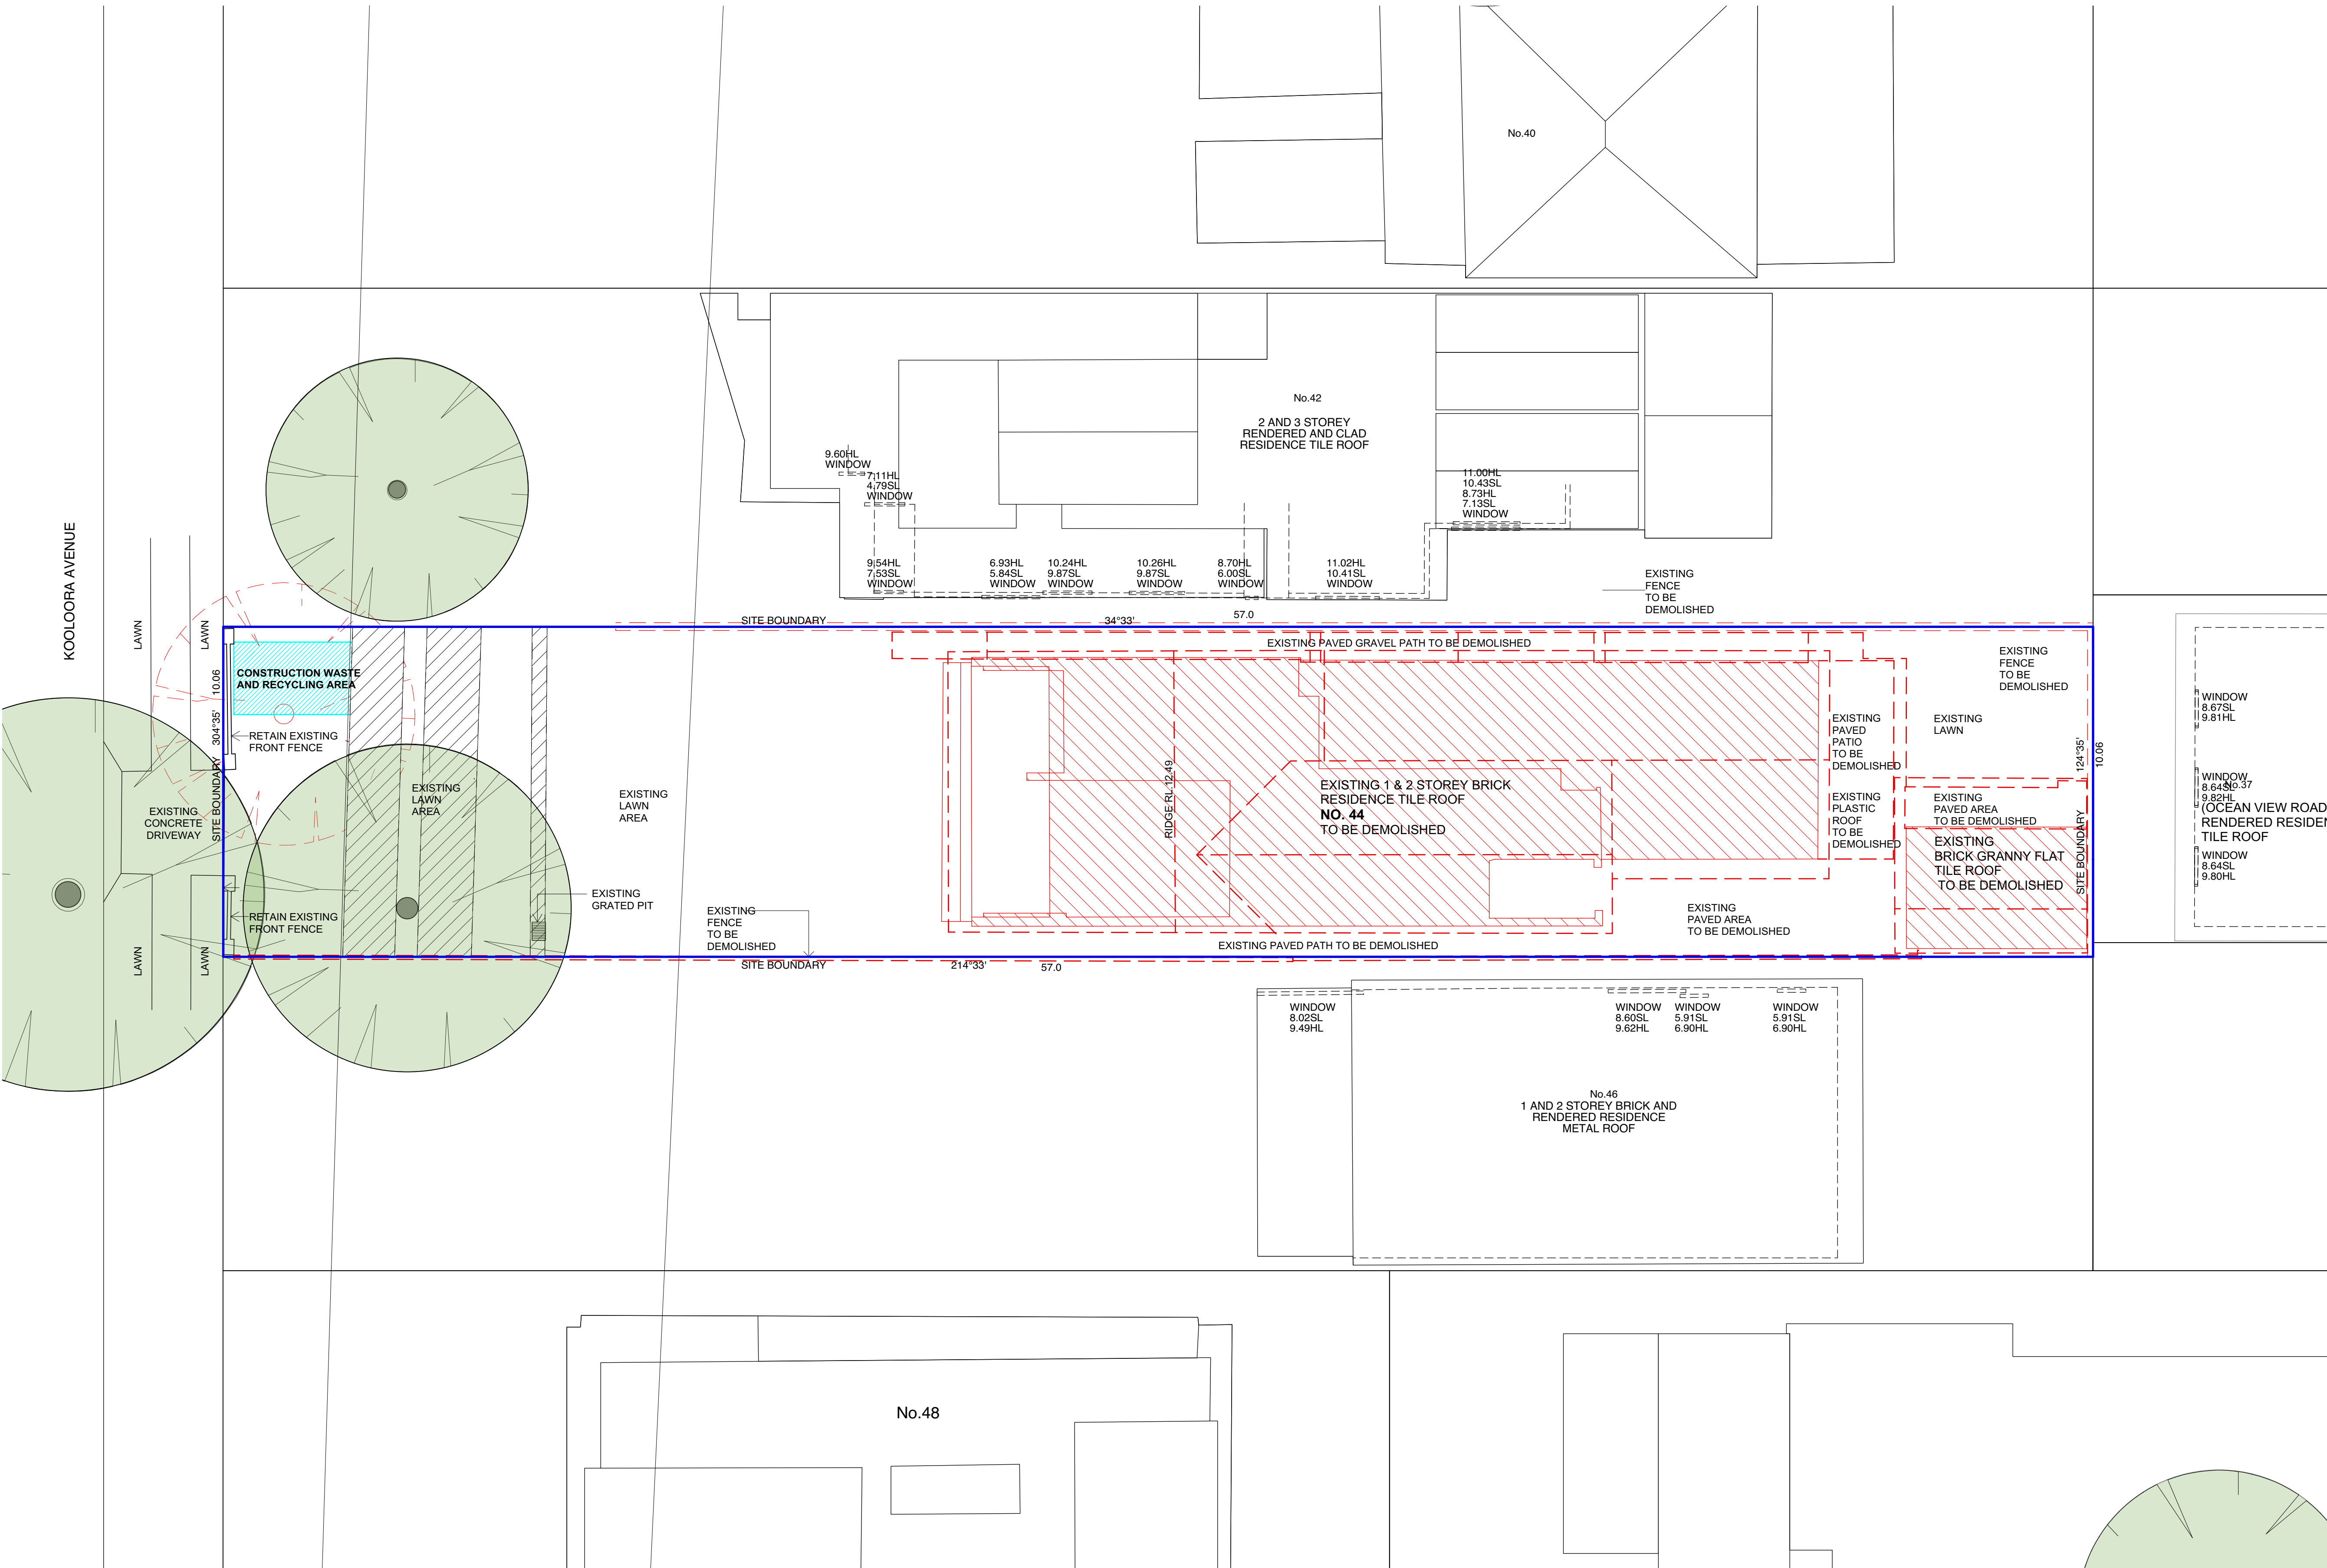 No.40
KOOLOORA AVENUE
LAWN
LAWN
LAWN
LAWN
No.42
2 AND 3 STOREY
RENDERED AND CLAD
RESIDENCE TILE ROOF
9.60HL
WINDOW
7.11HL
4.79SL
WINDOW
11.00HL
10.43SL
8.73HL
7.13SL
WINDOW
9.54HL
7.53SL
WINDOW
6.93HL
5.84SL
WINDOW
10.24HL
9.87SL
WINDOW
10.26HL
9.87SL
WINDOW
8.70HL
6.00SL
WINDOW
11.02HL
10.41SL
WINDOW
EXISTING
FENCE
TO BE
DEMOLISHED
SITE BOUNDARY
34°33'
57.0
EXISTING PAVED GRAVEL PATH TO BE DEMOLISHED
CONSTRUCTION WASTE
AND RECYCLING AREA
SITE BOUNDARY 304°35' 10.06
RETAIN EXISTING
FRONT FENCE
EXISTING
CONCRETE
DRIVEWAY
EXISTING
LAWN
AREA
EXISTING
LAWN
AREA
EXISTING
GRATED PIT
RETAIN EXISTING
FRONT FENCE
EXISTING
FENCE
TO BE
DEMOLISHED
RIDGE RL.12.49
EXISTING 1 & 2 STOREY BRICK
RESIDENCE TILE ROOF
NO. 44
TO BE DEMOLISHED
EXISTING
PAVED
PATIO
TO BE
DEMOLISHED
EXISTING
PLASTIC
ROOF
TO BE
DEMOLISHED
EXISTING
LAWN
EXISTING
FENCE
TO BE
DEMOLISHED
EXISTING
PAVED AREA
TO BE DEMOLISHED
EXISTING
BRICK GRANNY FLAT
TILE ROOF
TO BE DEMOLISHED
EXISTING
PAVED AREA
TO BE DEMOLISHED
SITE BOUNDARY
124°35'
10.06
EXISTING PAVED PATH TO BE DEMOLISHED
SITE BOUNDARY
214°33'
57.0
WINDOW
8.67SL
9.81HL
WINDOW
8.64SL
9.82HL
No.37
(OCEAN VIEW ROAD
RENDERED RESIDEN
TILE ROOF
WINDOW
8.64SL
9.80HL
WINDOW
8.02SL
9.49HL
WINDOW
8.60SL
9.62HL
WINDOW
5.91SL
6.90HL
WINDOW
5.91SL
6.90HL
No.46
1 AND 2 STOREY BRICK AND
RENDERED RESIDENCE
METAL ROOF
No.48